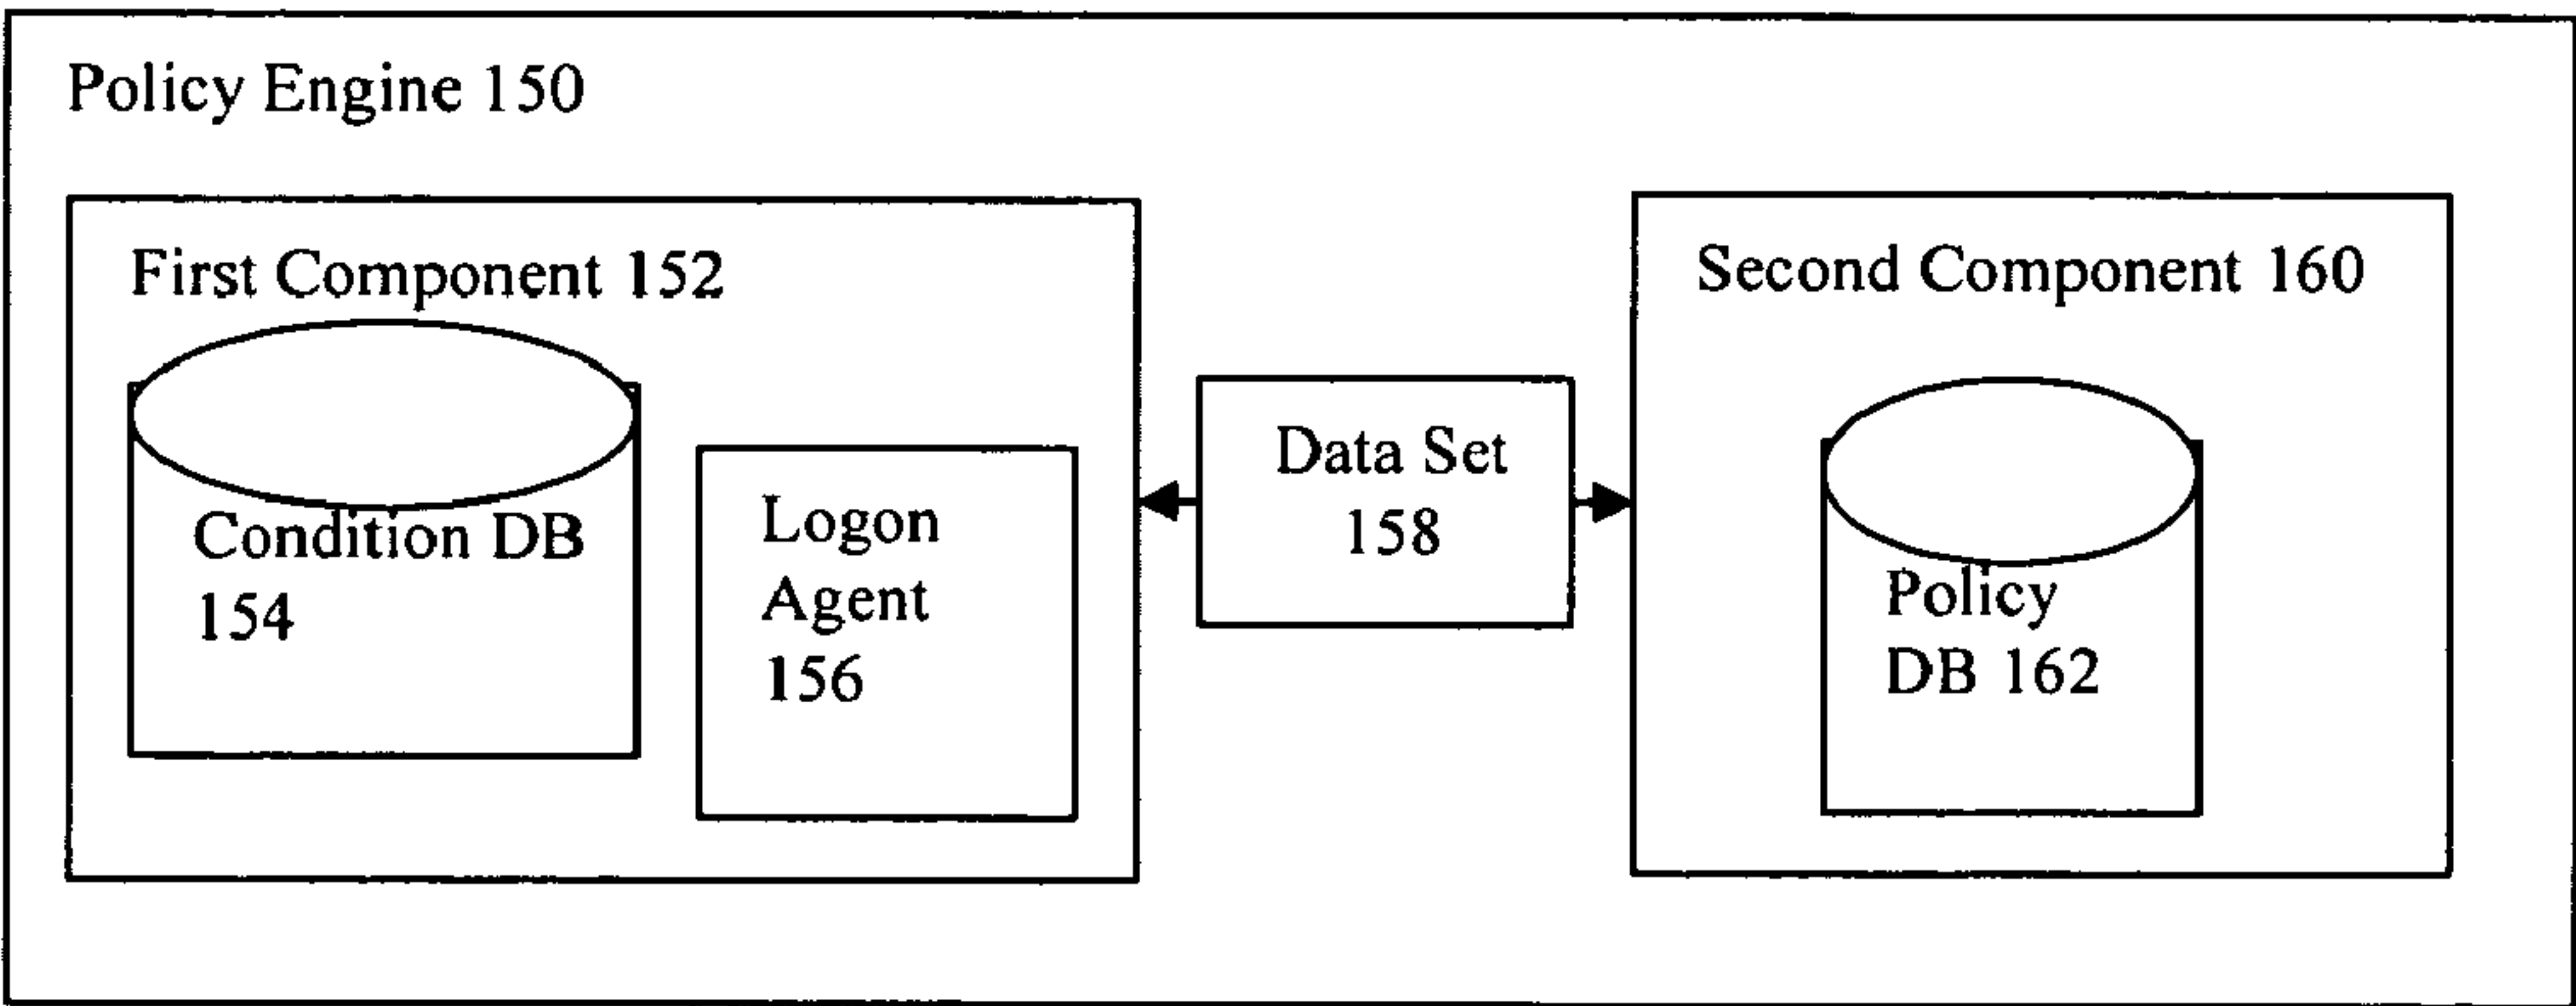 Policy Engine 150
First Component 152
Condition DB
154
Logon
Agent
156
Data Set
158
Second Component 160
Policy
DB 162